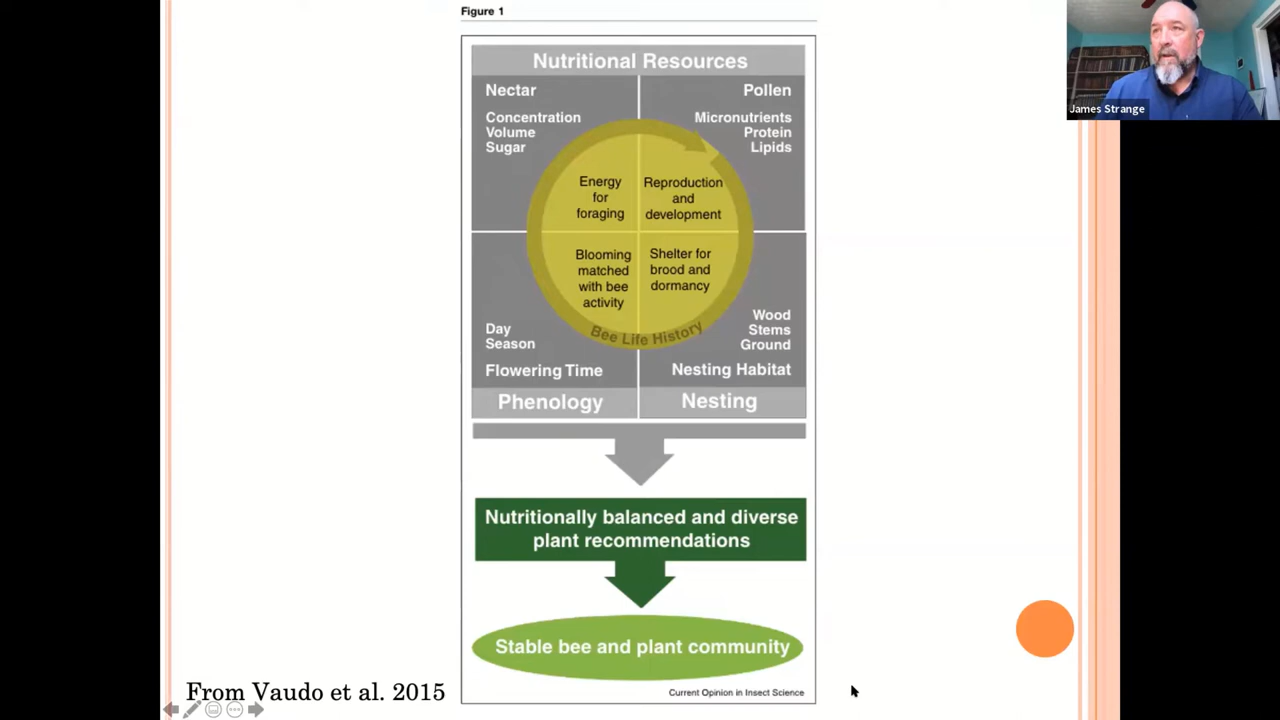 Figure 1
James Strange
Nutritional Resources
Nectar
Concentration
Volume
Sugar
Pollen
Micronutrients
Protein
Lipids
Energy
for
foraging
Reproduction
and
development
Blooming
matched
with bee
activity
Shelter for
brood and
dormancy
Bee Life History
Day
Season
Flowering Time
Wood
Stems
Ground
Nesting Habitat
Phenology
Nesting
Nutritionally balanced and diverse
plant recommendations
Stable bee and plant community
Current Opinion in Insect Science
From Vaudo et al. 2015